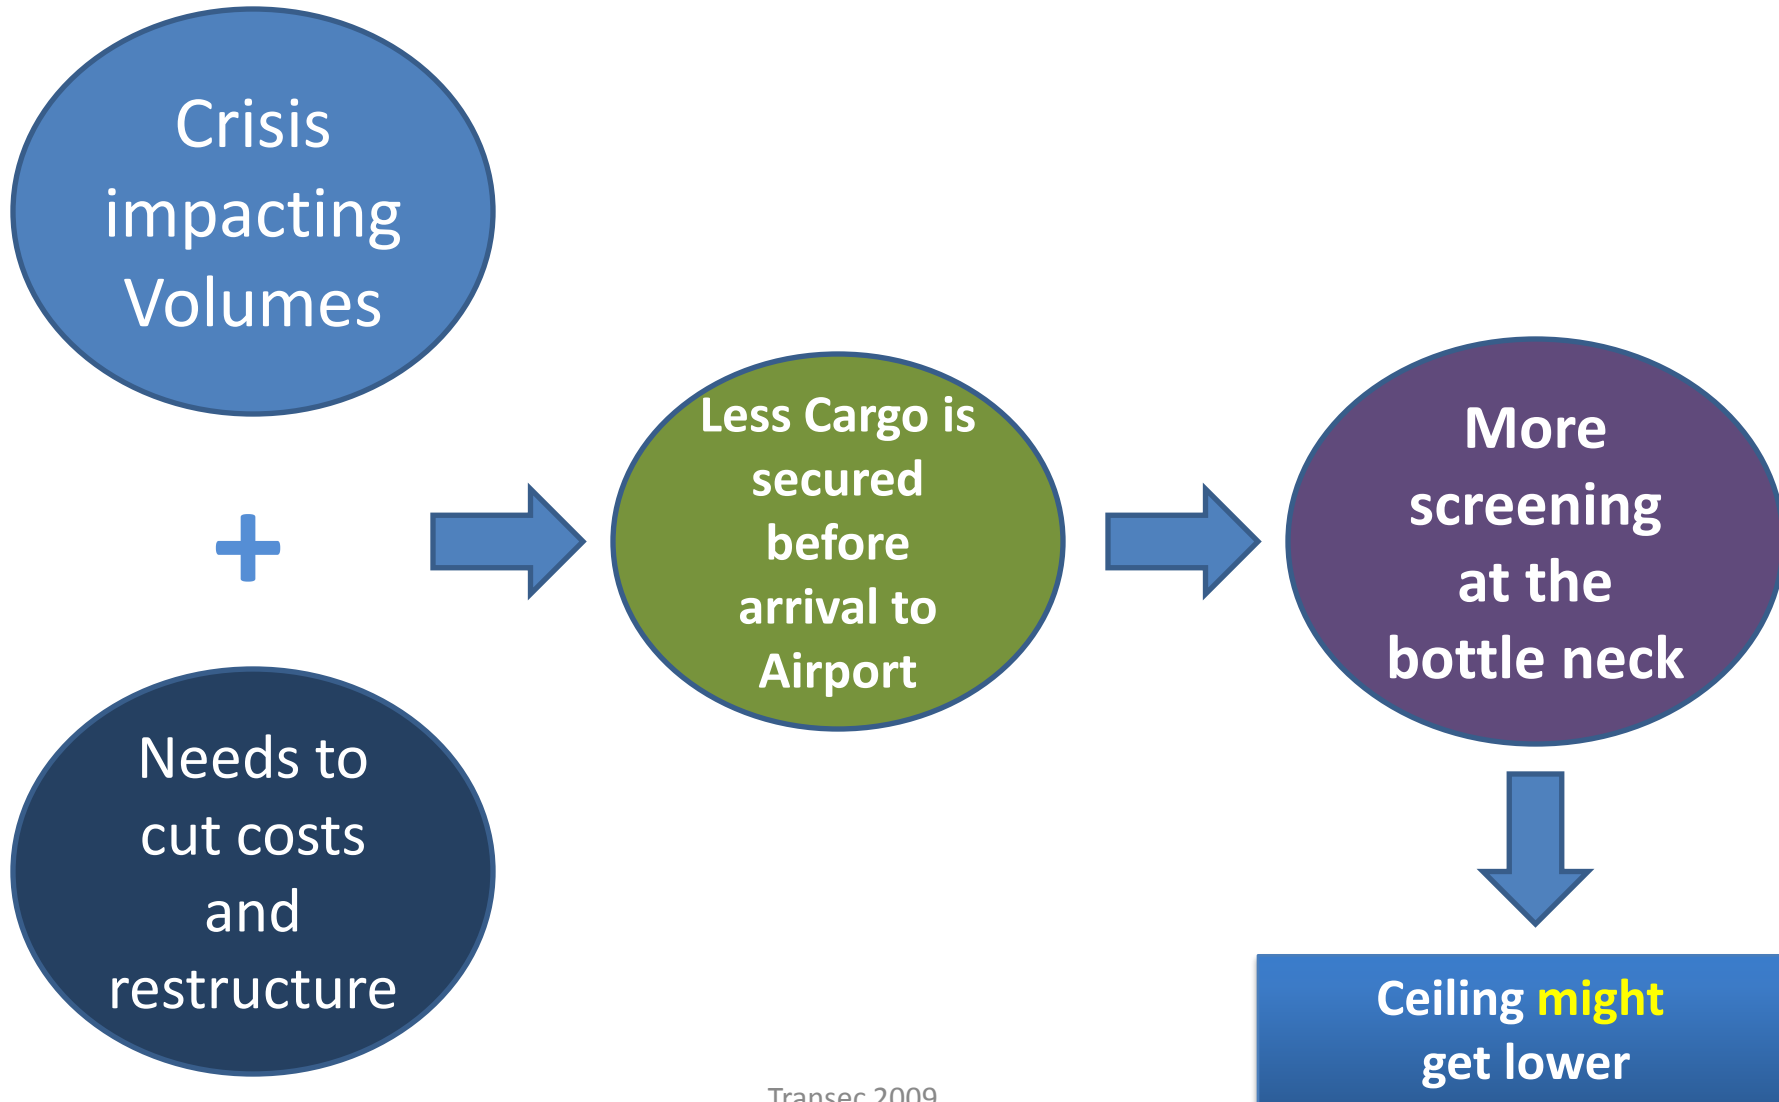 Crisis
impacting
Volumes
+
Needs to
cut costs
and
restructure
Less Cargo is
secured
before
arrival to
Airport
More
screening
at the
bottle neck
Ceiling might
get lower
Transec 2009